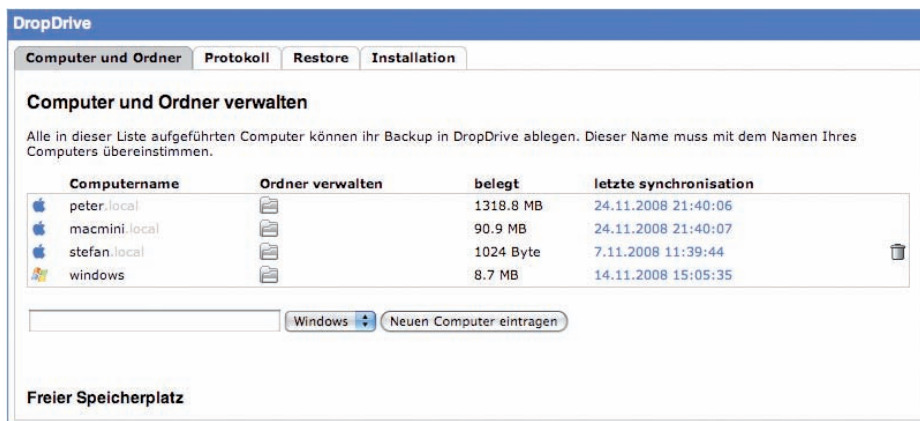 DropDrive
Computer und Ordner Protokoll Restore Installation
Computer und Ordner verwalten
Alle in dieser Liste aufgeführten Computer können ihr Backup in DropDrive ablegen. Dieser Name muss mit dem Namen Ihres
Computers übereinstimmen.
Computername Ordner verwalten belegt letzte synchronisation
peter.local 1318.8 MB 24.11.2008 21:40:06
macmini.local 90.9 MB 24.11.2008 21:40:07
stefan.local 1024 Byte 7.11.2008 11:39:44
windows 8.7 MB 14.11.2008 15:05:35
Windows Neuen Computer eintragen
Freier Speicherplatz